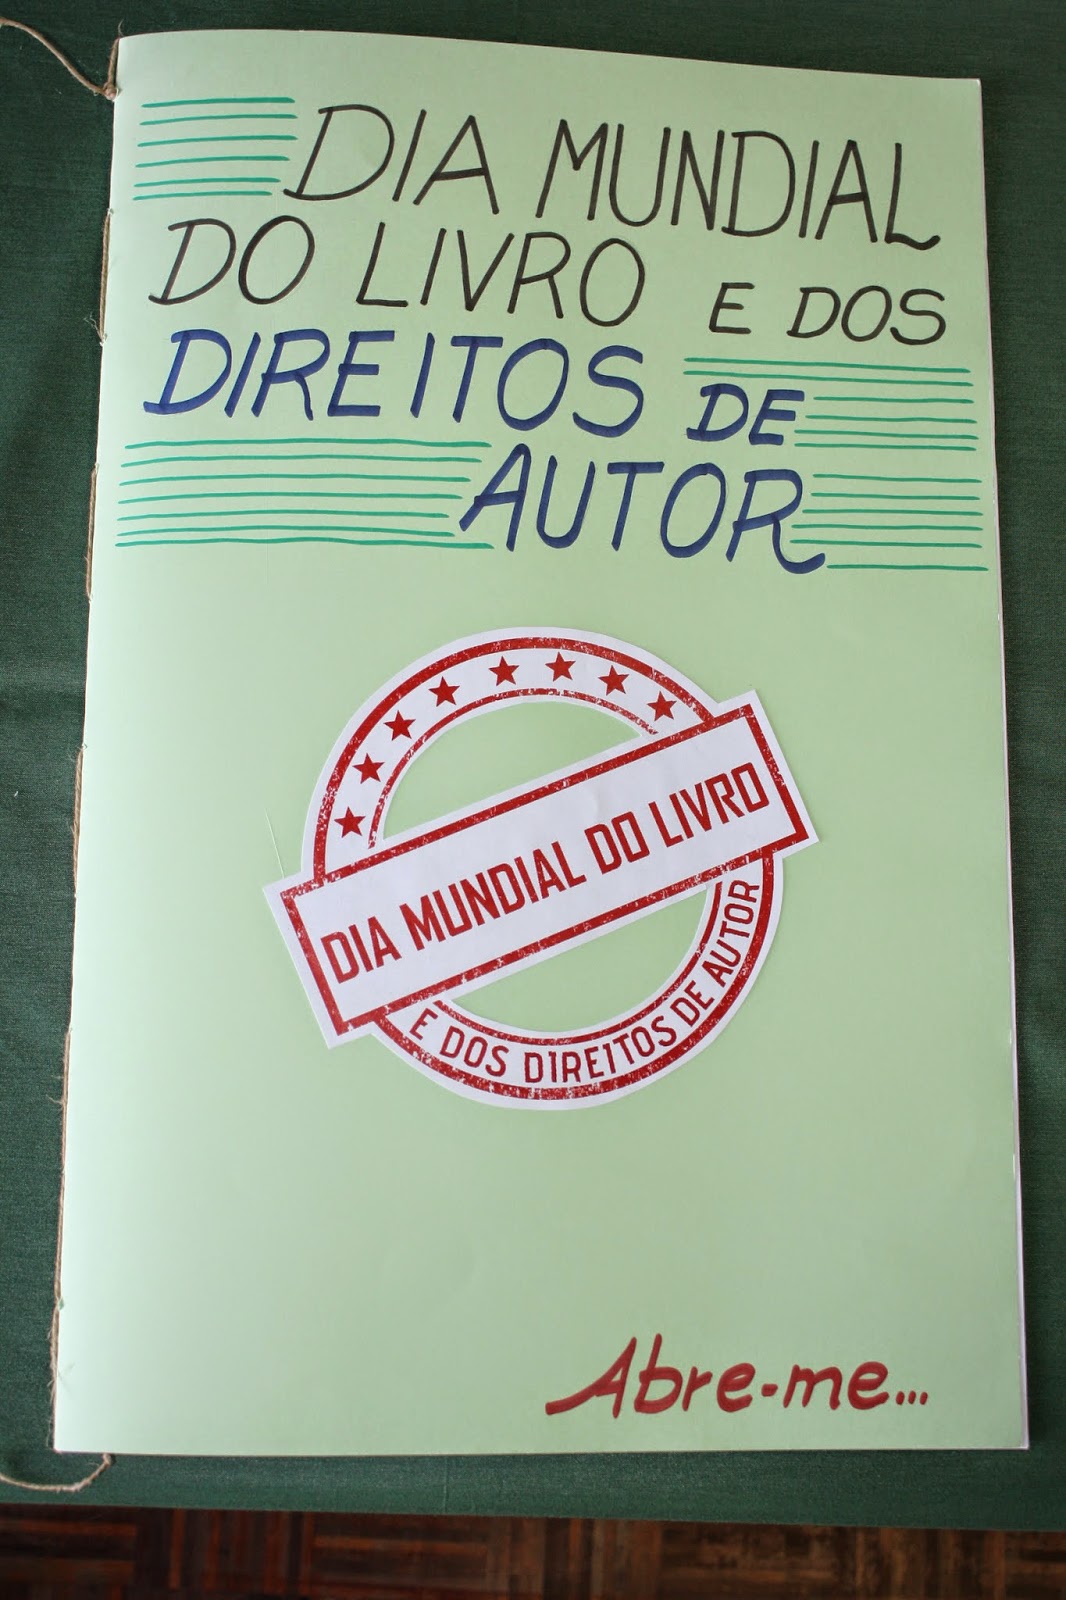 DIA MUNDIAL
DO LIVRO E DOS
DIREITOS DE
AUTOR
DIA MUNDIAL DO LIVRO
E DOS DIREITOS DE AUTOR
Abre-me...